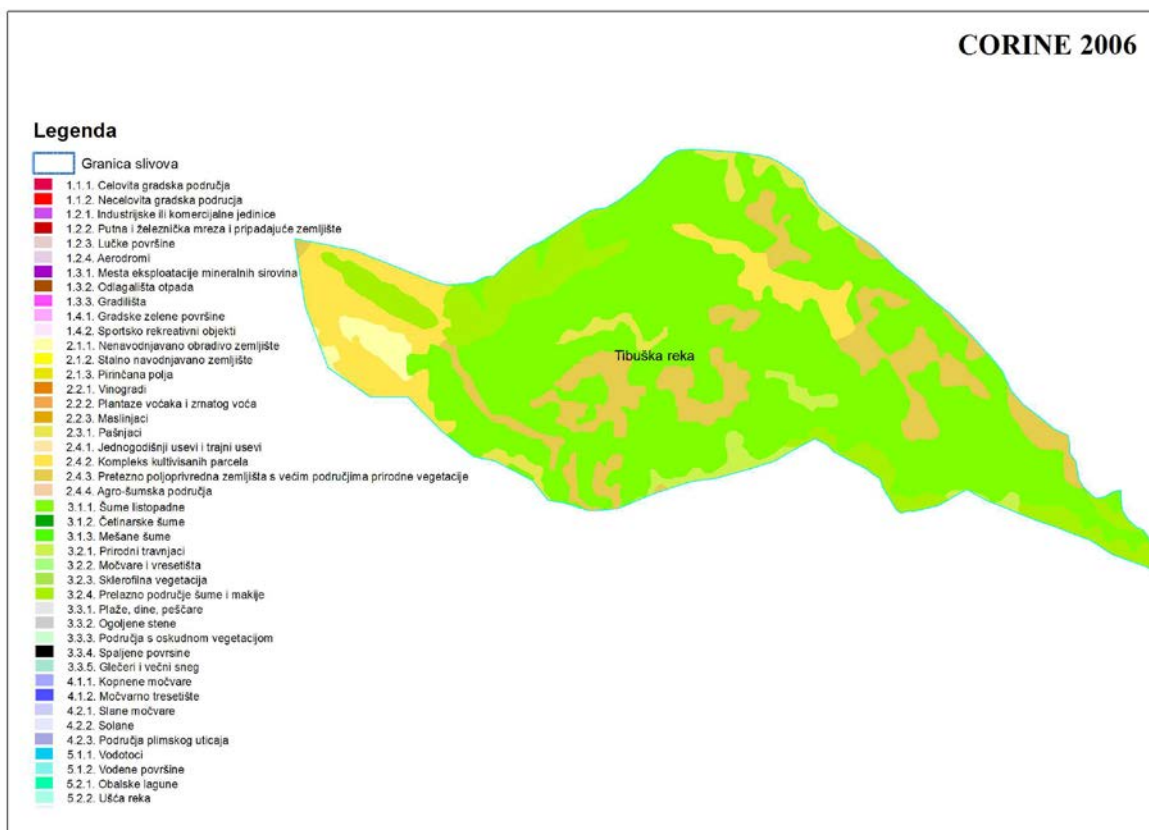 CORINE 2006
Legenda
Granica slivova
1.1.1. Celovita gradska područja
1.1.2. Necelovita gradska podrucja
1.2.1. Industrijske ili komercijalne jedinice
1.2.2. Putna i železnička mreza i pripadajuće zemljište
1.2.3. Lučke površine
1.2.4. Aerodromi
1.3.1. Mesta eksploatacije mineralnih sirovina
1.3.2. Odlagališta otpada
1.3.3. Gradilišta
1.4.1. Gradske zelene površine
1.4.2. Sportsko rekreativni objekti
2.1.1. Nenavodnjavano obradivo zemljište
2.1.2. Stalno navodnjavano zemljište
2.1.3. Pirinčana polja
2.2.1. Vinogradi
2.2.2. Plantaze voćaka i zrnatog voća
2.2.3. Maslinjaci
2.3.1. Pašnjaci
2.4.1. Jednogodišnji usevi i trajni usevi
2.4.2. Kompleks kultivisanih parcela
2.4.3. Pretezno poljoprivredna zemljišta s većim područjima prirodne vegetacije
2.4.4. Agro-šumska područja
3.1.1. Šume listopadne
3.1.2. Četinarske šume
3.1.3. Mešane šume
3.2.1. Prirodni travnjaci
3.2.2. Močvare i vresetišta
3.2.3. Sklerofilna vegetacija
3.2.4. Prelazno područje šume i makije
3.3.1. Plaže, dine, peščare
3.3.2. Ogoljene stene
3.3.3. Područja s oskudnom vegetacijom
3.3.4. Spaljene povrsine
3.3.5. Glečeri i večni sneg
4.1.1. Kopnene močvare
4.1.2. Močvarno tresetište
4.2.1. Slane močvare
4.2.2. Solane
4.2.3. Područja plimskog uticaja
5.1.1. Vodotoci
5.1.2. Vodene površine
5.2.1. Obalske lagune
5.2.2. Ušća reka
Tibuška reka